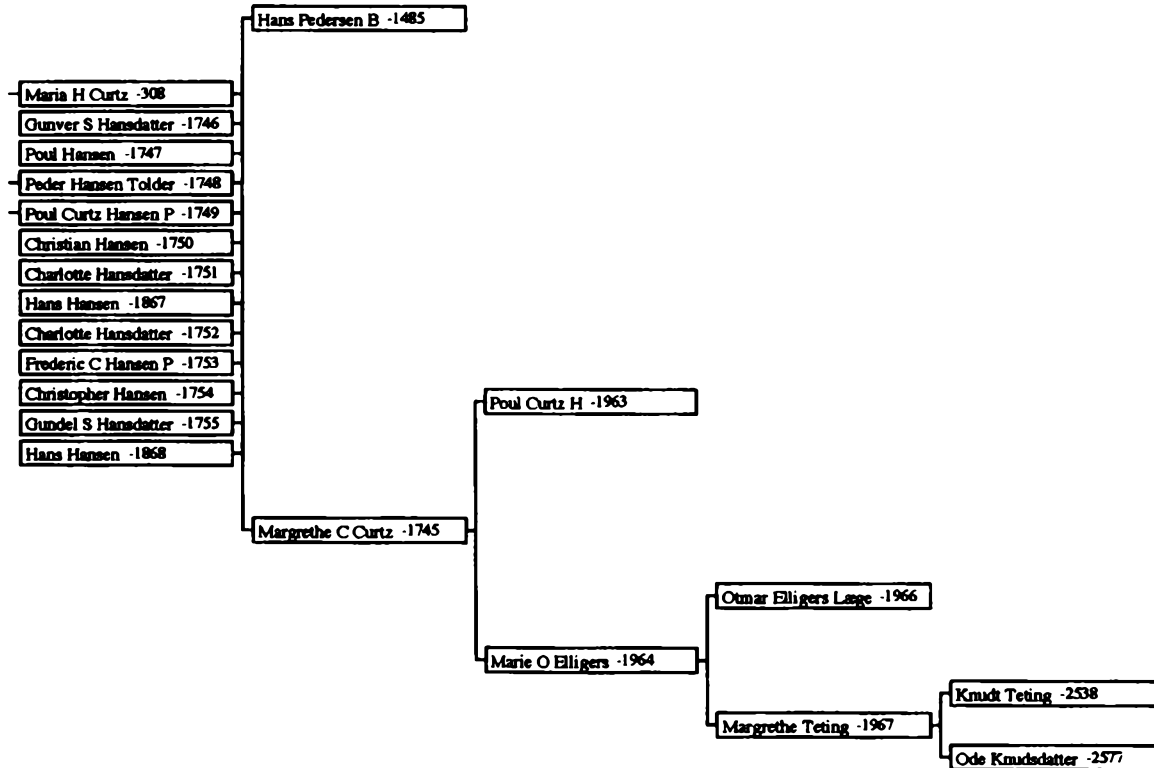 Hans Pedersen B -1485
Maria H Curtz -308
Gunver S Hansdatter -1746
Poul Hansen -1747
Peder Hansen Tolder -1748
Poul Curtz Hansen P -1749
Christian Hansen -1750
Charlotte Hansdatter -1751
Hans Hansen -1867
Charlotte Hansdatter -1752
Frederic C Hansen P -1753
Christopher Hansen -1754
Gundel S Hansdatter -1755
Hans Hansen -1868
Poul Curtz H -1963
Margrethe C Curtz -1745
Otmar Elligers Læge -1966
Marie O Elligers -1964
Knudt Teting -2538
Margrethe Teting -1967
Ode Knudsdatter -2577